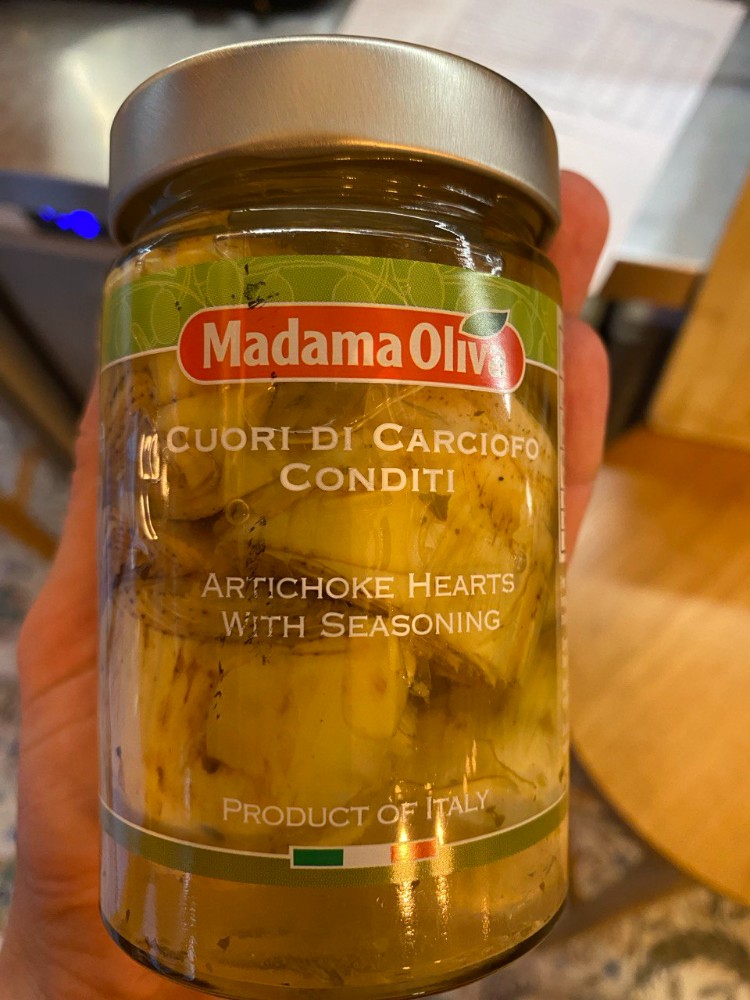 Madama Oliva
CUORI DI CARCIOFO
CONDITI
ARTICHOKE HEARTS
WITH SEASONING
PRODUCT OF ITALY